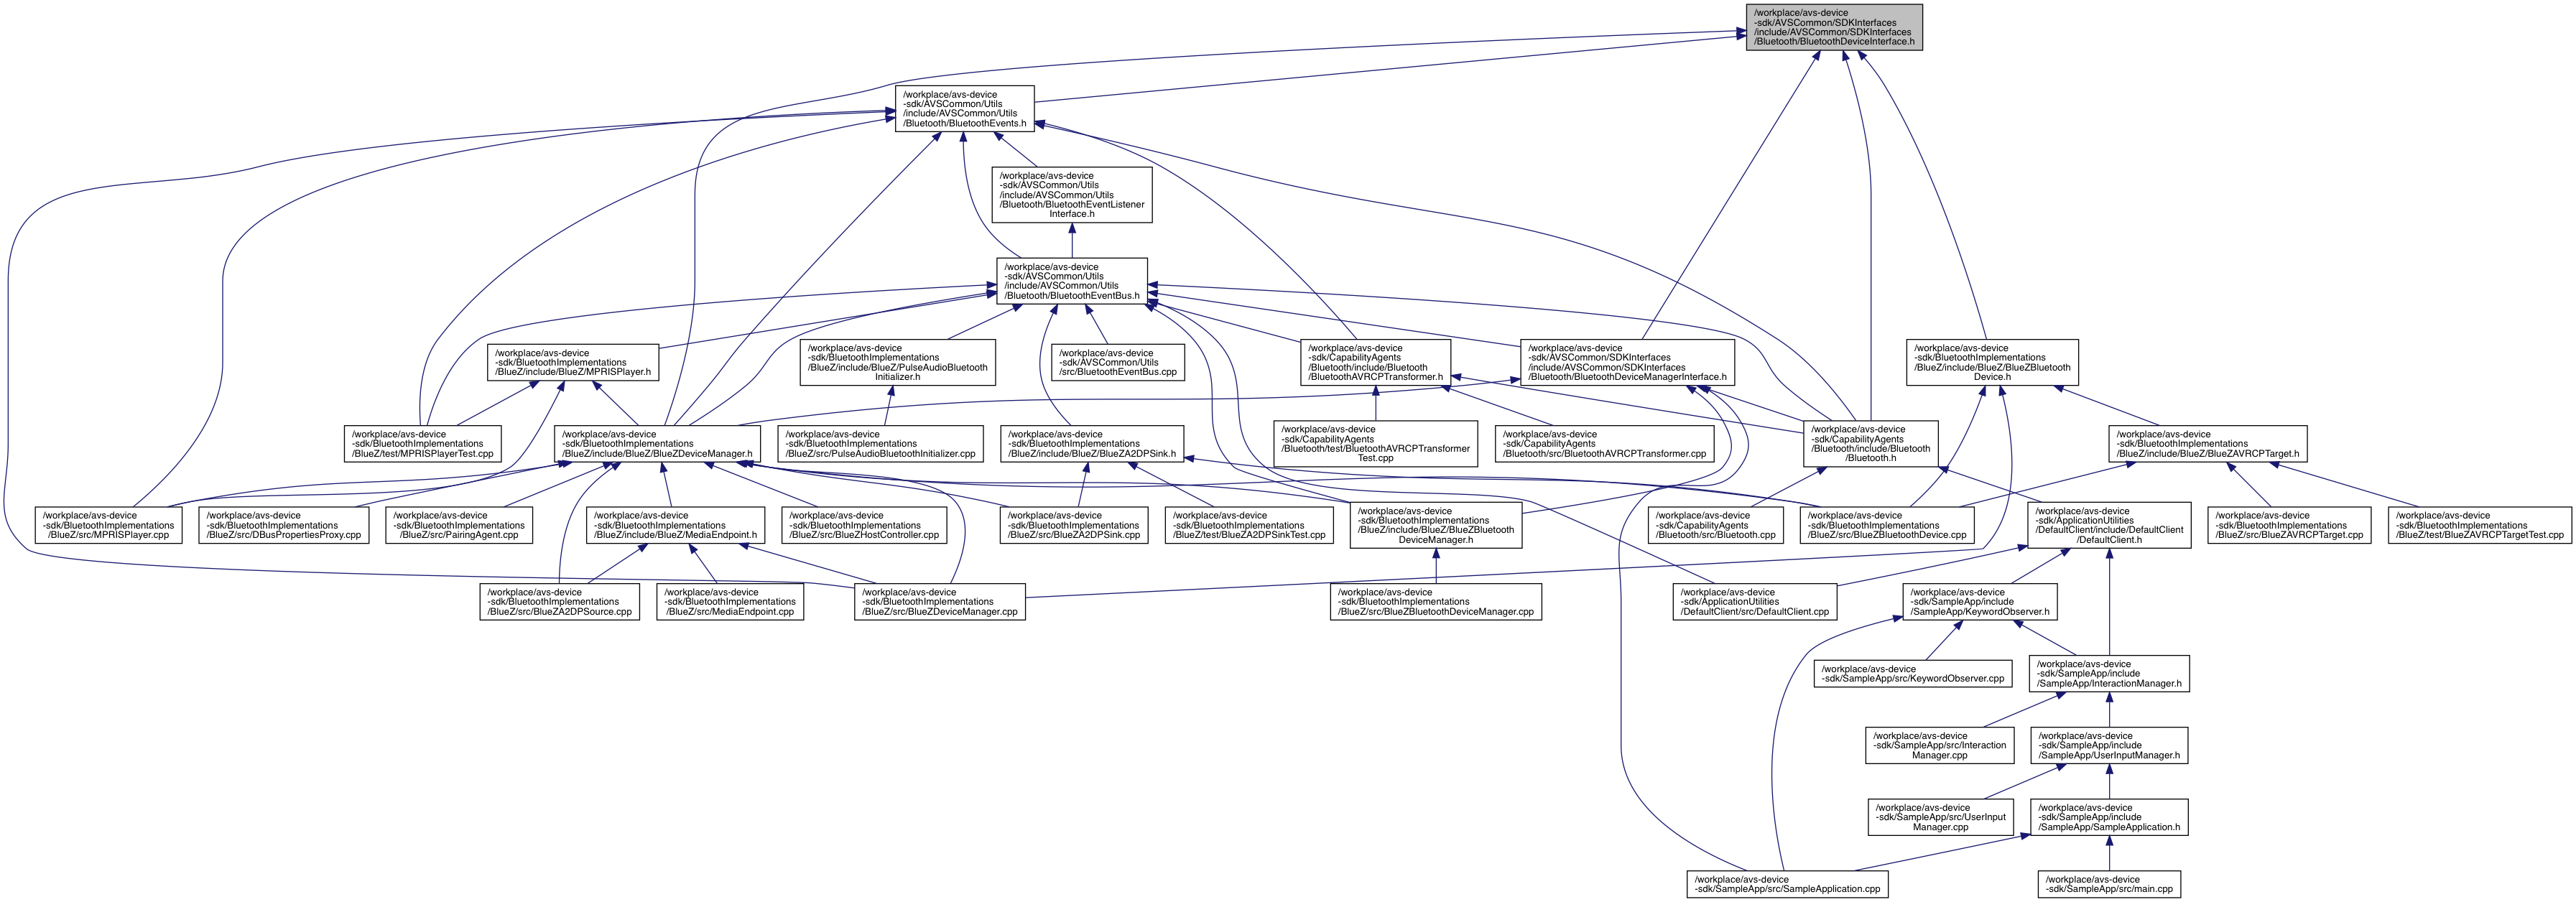 /workplace/avs-device
-sdk/AVSCommon/SDKInterfaces
/include/AVSCommon/SDKInterfaces
/Bluetooth/BluetoothDeviceInterface.h
/workplace/avs-device
-sdk/AVSCommon/Utils
/include/AVSCommon/Utils
/Bluetooth/BluetoothEvents.h
/workplace/avs-device
-sdk/AVSCommon/Utils
/include/AVSCommon/Utils
/Bluetooth/BluetoothEventListener
Interface.h
/workplace/avs-device
-sdk/AVSCommon/Utils
/include/AVSCommon/Utils
/Bluetooth/BluetoothEventBus.h
/workplace/avs-device
-sdk/BluetoothImplementations
/BlueZ/include/BlueZ/MPRISPlayer.h
/workplace/avs-device
-sdk/BluetoothImplementations
/BlueZ/include/BlueZ/PulseAudioBluetooth
Initializer.h
/workplace/avs-device
-sdk/AVSCommon/Utils
/src/BluetoothEventBus.cpp
/workplace/avs-device
-sdk/CapabilityAgents
/Bluetooth/include/Bluetooth
/BluetoothAVRCPTransformer.h
/workplace/avs-device
-sdk/AVSCommon/SDKInterfaces
/include/AVSCommon/SDKInterfaces
/Bluetooth/BluetoothDeviceManagerInterface.h
/workplace/avs-device
-sdk/BluetoothImplementations
/BlueZ/include/BlueZ/BlueZBluetooth
Device.h
/workplace/avs-device
-sdk/BluetoothImplementations
/BlueZ/test/MPRISPlayerTest.cpp
/workplace/avs-device
-sdk/BluetoothImplementations
/BlueZ/include/BlueZ/BlueZDeviceManager.h
/workplace/avs-device
-sdk/BluetoothImplementations
/BlueZ/src/PulseAudioBluetoothInitializer.cpp
/workplace/avs-device
-sdk/BluetoothImplementations
/BlueZ/include/BlueZ/BlueZA2DPSink.h
/workplace/avs-device
-sdk/CapabilityAgents
/Bluetooth/test/BluetoothAVRCPTransformer
Test.cpp
/workplace/avs-device
-sdk/CapabilityAgents
/Bluetooth/src/BluetoothAVRCPTransformer.cpp
/workplace/avs-device
-sdk/CapabilityAgents
/Bluetooth/include/Bluetooth
/Bluetooth.h
/workplace/avs-device
-sdk/BluetoothImplementations
/BlueZ/include/BlueZ/BlueZAVRCPTarget.h
/workplace/avs-device
-sdk/BluetoothImplementations
/BlueZ/src/MPRISPlayer.cpp
/workplace/avs-device
-sdk/BluetoothImplementations
/BlueZ/src/DBusPropertiesProxy.cpp
/workplace/avs-device
-sdk/BluetoothImplementations
/BlueZ/src/PairingAgent.cpp
/workplace/avs-device
-sdk/BluetoothImplementations
/BlueZ/include/BlueZ/MediaEndpoint.h
/workplace/avs-device
-sdk/BluetoothImplementations
/BlueZ/src/BlueZHostController.cpp
/workplace/avs-device
-sdk/BluetoothImplementations
/BlueZ/src/BlueZA2DPSink.cpp
/workplace/avs-device
-sdk/BluetoothImplementations
/BlueZ/test/BlueZA2DPSinkTest.cpp
/workplace/avs-device
-sdk/BluetoothImplementations
/BlueZ/include/BlueZ/BlueZBluetooth
DeviceManager.h
/workplace/avs-device
-sdk/CapabilityAgents
/Bluetooth/src/Bluetooth.cpp
/workplace/avs-device
-sdk/BluetoothImplementations
/BlueZ/src/BlueZBluetoothDevice.cpp
/workplace/avs-device
-sdk/ApplicationUtilities
/DefaultClient/include/DefaultClient
/DefaultClient.h
/workplace/avs-device
-sdk/BluetoothImplementations
/BlueZ/src/BlueZAVRCPTarget.cpp
/workplace/avs-device
-sdk/BluetoothImplementations
/BlueZ/test/BlueZAVRCPTargetTest.cpp
/workplace/avs-device
-sdk/BluetoothImplementations
/BlueZ/src/BlueZA2DPSource.cpp
/workplace/avs-device
-sdk/BluetoothImplementations
/BlueZ/src/MediaEndpoint.cpp
/workplace/avs-device
-sdk/BluetoothImplementations
/BlueZ/src/BlueZDeviceManager.cpp
/workplace/avs-device
-sdk/BluetoothImplementations
/BlueZ/src/BlueZBluetoothDeviceManager.cpp
/workplace/avs-device
-sdk/ApplicationUtilities
/DefaultClient/src/DefaultClient.cpp
/workplace/avs-device
-sdk/SampleApp/include
/SampleApp/KeywordObserver.h
/workplace/avs-device
-sdk/SampleApp/src/KeywordObserver.cpp
/workplace/avs-device
-sdk/SampleApp/include
/SampleApp/InteractionManager.h
/workplace/avs-device
-sdk/SampleApp/src/Interaction
Manager.cpp
/workplace/avs-device
-sdk/SampleApp/include
/SampleApp/UserInputManager.h
/workplace/avs-device
-sdk/SampleApp/src/UserInput
Manager.cpp
/workplace/avs-device
-sdk/SampleApp/include
/SampleApp/SampleApplication.h
/workplace/avs-device
-sdk/SampleApp/src/SampleApplication.cpp
/workplace/avs-device
-sdk/SampleApp/src/main.cpp